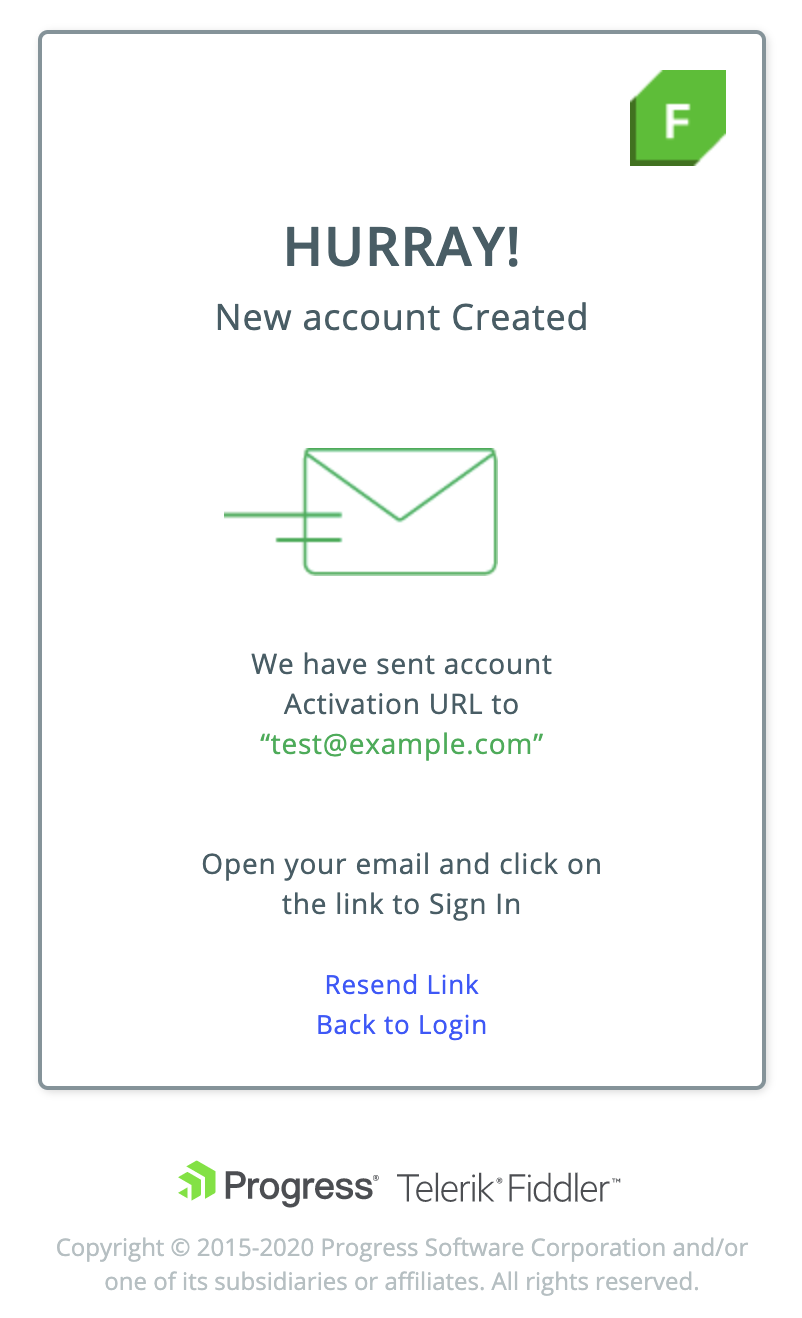 F
HURRAY!
New account Created
We have sent account
Activation URL to
“test@example.com”
Open your email and click on
the link to Sign In
Resend Link
Back to Login
Progress® Telerik® Fiddler™
Copyright © 2015-2020 Progress Software Corporation and/or
one of its subsidiaries or affiliates. All rights reserved.